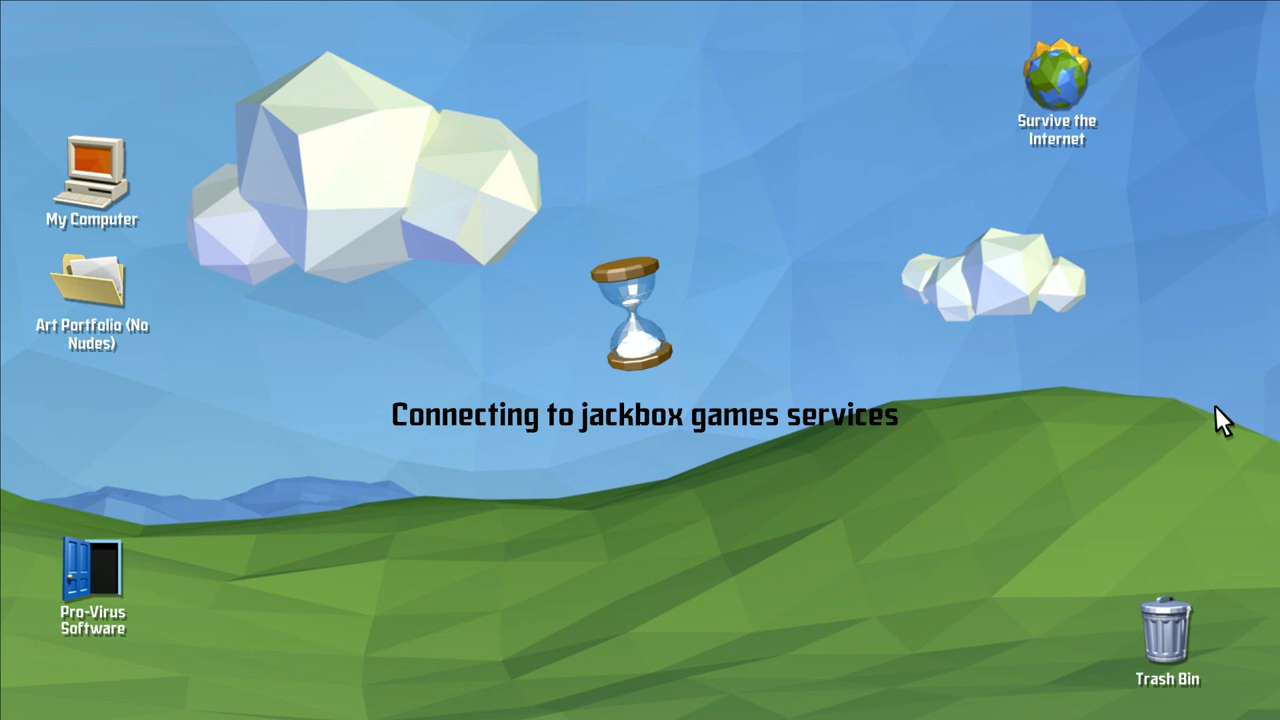 Survive the
Internet
My Computer
Art Portfolio (No
Nudes)
Connecting to jackbox games services
Pro-Virus
Software
Trash Bin